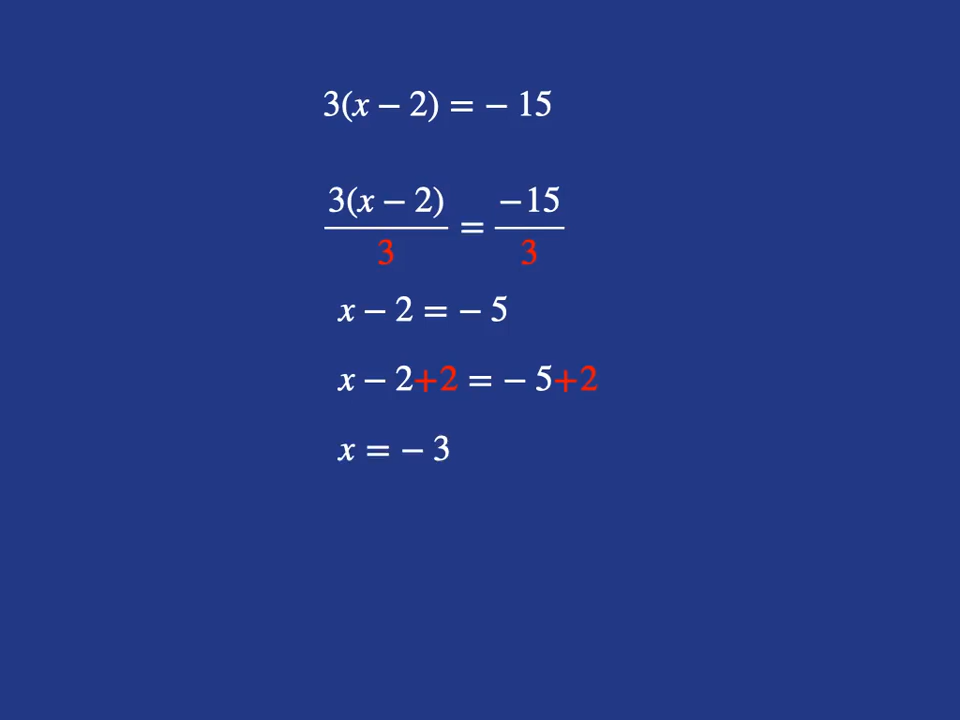 3(x − 2) = − 15
3(x − 2)/3 = −15/3
x − 2 = − 5
x − 2+2 = − 5+2
x = − 3